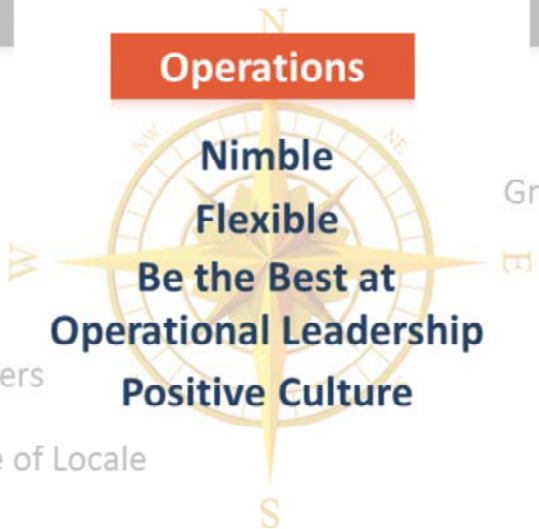 N
Operations
NW
NE
Nimble
Gr
Flexible
W
E
Be the Best at
Operational Leadership
ers
Positive Culture
e of Locale
S